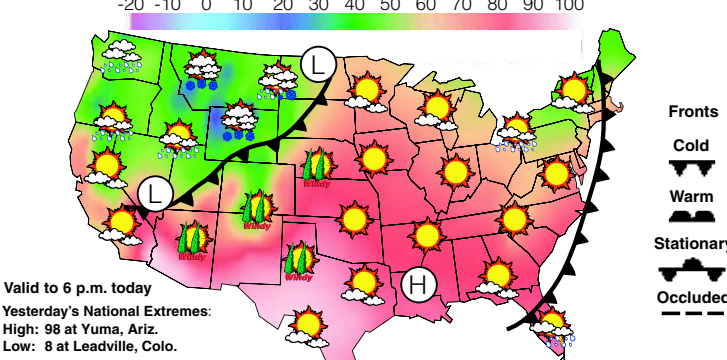 -20 -10 0 10 20 30 40 50 60 70 80 90 100
L
Fronts
Cold
Warm
Stationary
Occluded
Windy
L
Windy
Windy
Windy
H
Valid to 6 p.m. today
Yesterday's National Extremes:
High: 98 at Yuma, Ariz.
Low: 8 at Leadville, Colo.